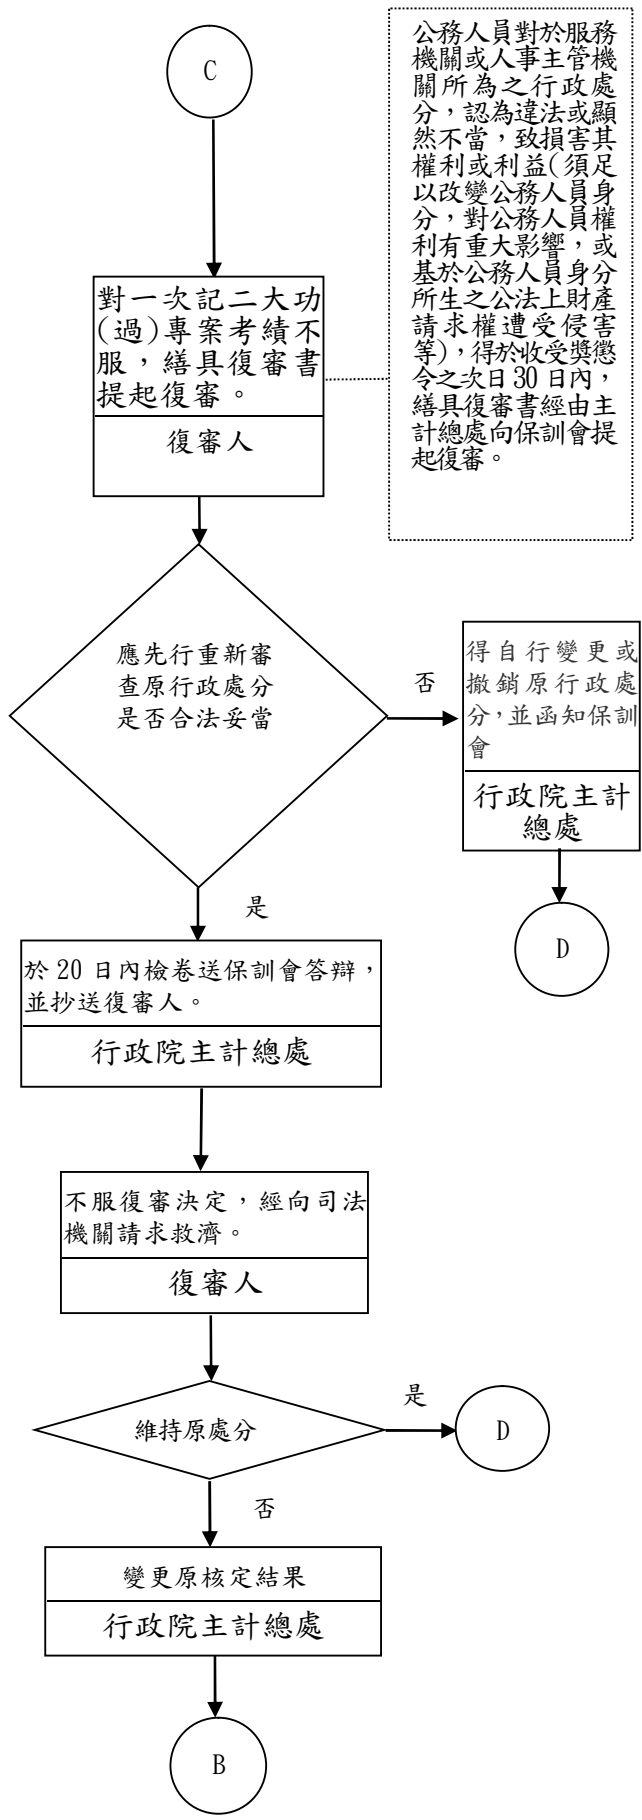 C
公務人員對於服務
機關或人事主管機
關所為之行政處
分，認為違法或顯
然不當，致損害其
權利或利益(須足
以改變公務人員身
分，對公務人員權
利有重大影響，或
基於公務人員身分
所生之公法上財產
請求權遭受侵害
等)，得於收受獎懲
令之次日30日內，
繕具復審書經由主
計總處向保訓會提
起復審。
對一次記二大功
(過)專案考績不
服，繕具復審書
提起復審。
復審人
應先行重新審
查原行政處分
是否合法妥當
否
得自行變更或
撤銷原行政處
分，並函知保訓
會
行政院主計
總處
D
是
於20日內檢卷送保訓會答辯，
並抄送復審人。
行政院主計總處
不服復審決定，經向司法
機關請求救濟。
復審人
維持原處分
是
D
否
變更原核定結果
行政院主計總處
B